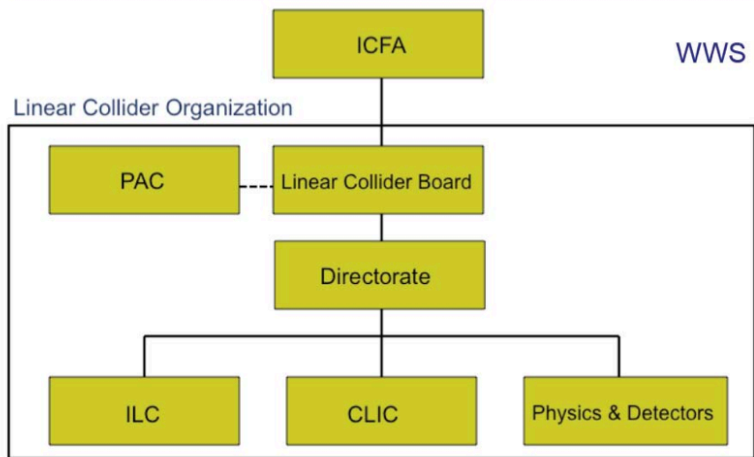 ICFA
WWS
Linear Collider Organization
PAC
Linear Collider Board
Directorate
ILC
CLIC
Physics & Detectors